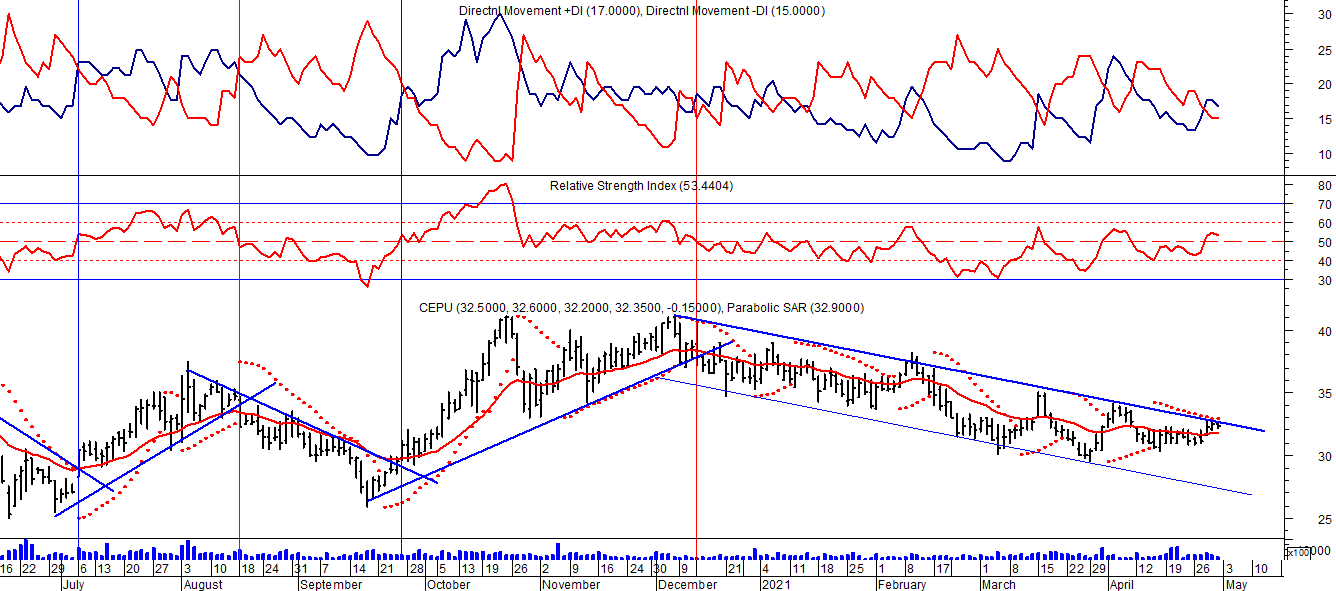 Directnl Movement +DI (17.0000), Directnl Movement -DI (15.0000)
30
25
20
15
10
Relative Strength Index (53.4404)
80
70
60
50
40
30
CEPU (32.5000, 32.6000, 32.2000, 32.3500, -0.15000), Parabolic SAR (32.9000)
40
35
30
25
x100
16 22 29 6 13 20 27 3 10 18 24 31 7 14 21 28 5 13 19 26 2 9 16 24 30 9 21 4 11 18 25 1 8 17 1 8 15 22 29 12 19 26 3 10
July August September October November December 2021 February March April May